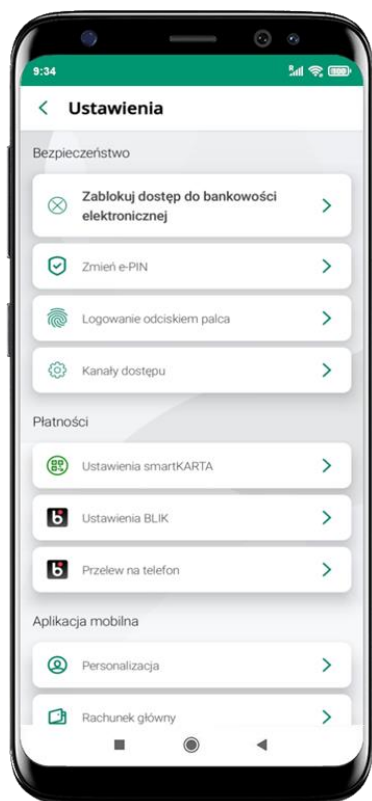 9:34
Ustawienia
Bezpieczeństwo
Zablokuj dostęp do bankowości
elektronicznej
Zmień e-PIN
Logowanie odciskiem palca
Kanały dostępu
Płatności
Ustawienia smartKARTA
Ustawienia BLIK
Przelew na telefon
Aplikacja mobilna
Personalizacja
Rachunek główny